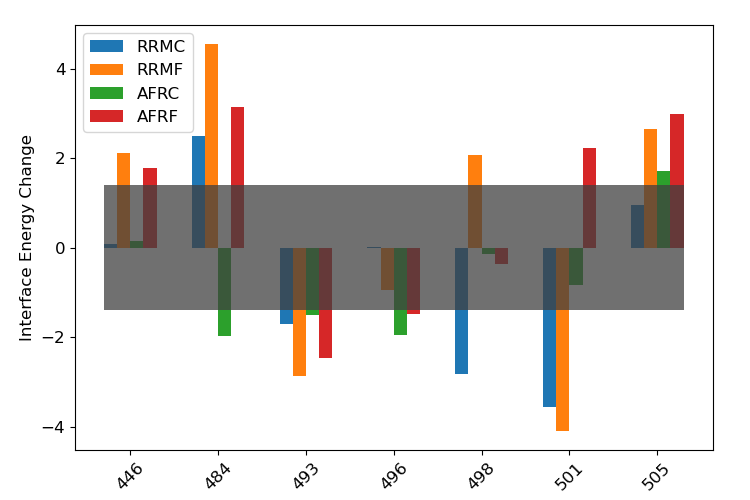 RRMC
RRMF
AFRC
AFRF
Interface Energy Change
4
2
0
−2
−4
446
484
493
496
498
501
505